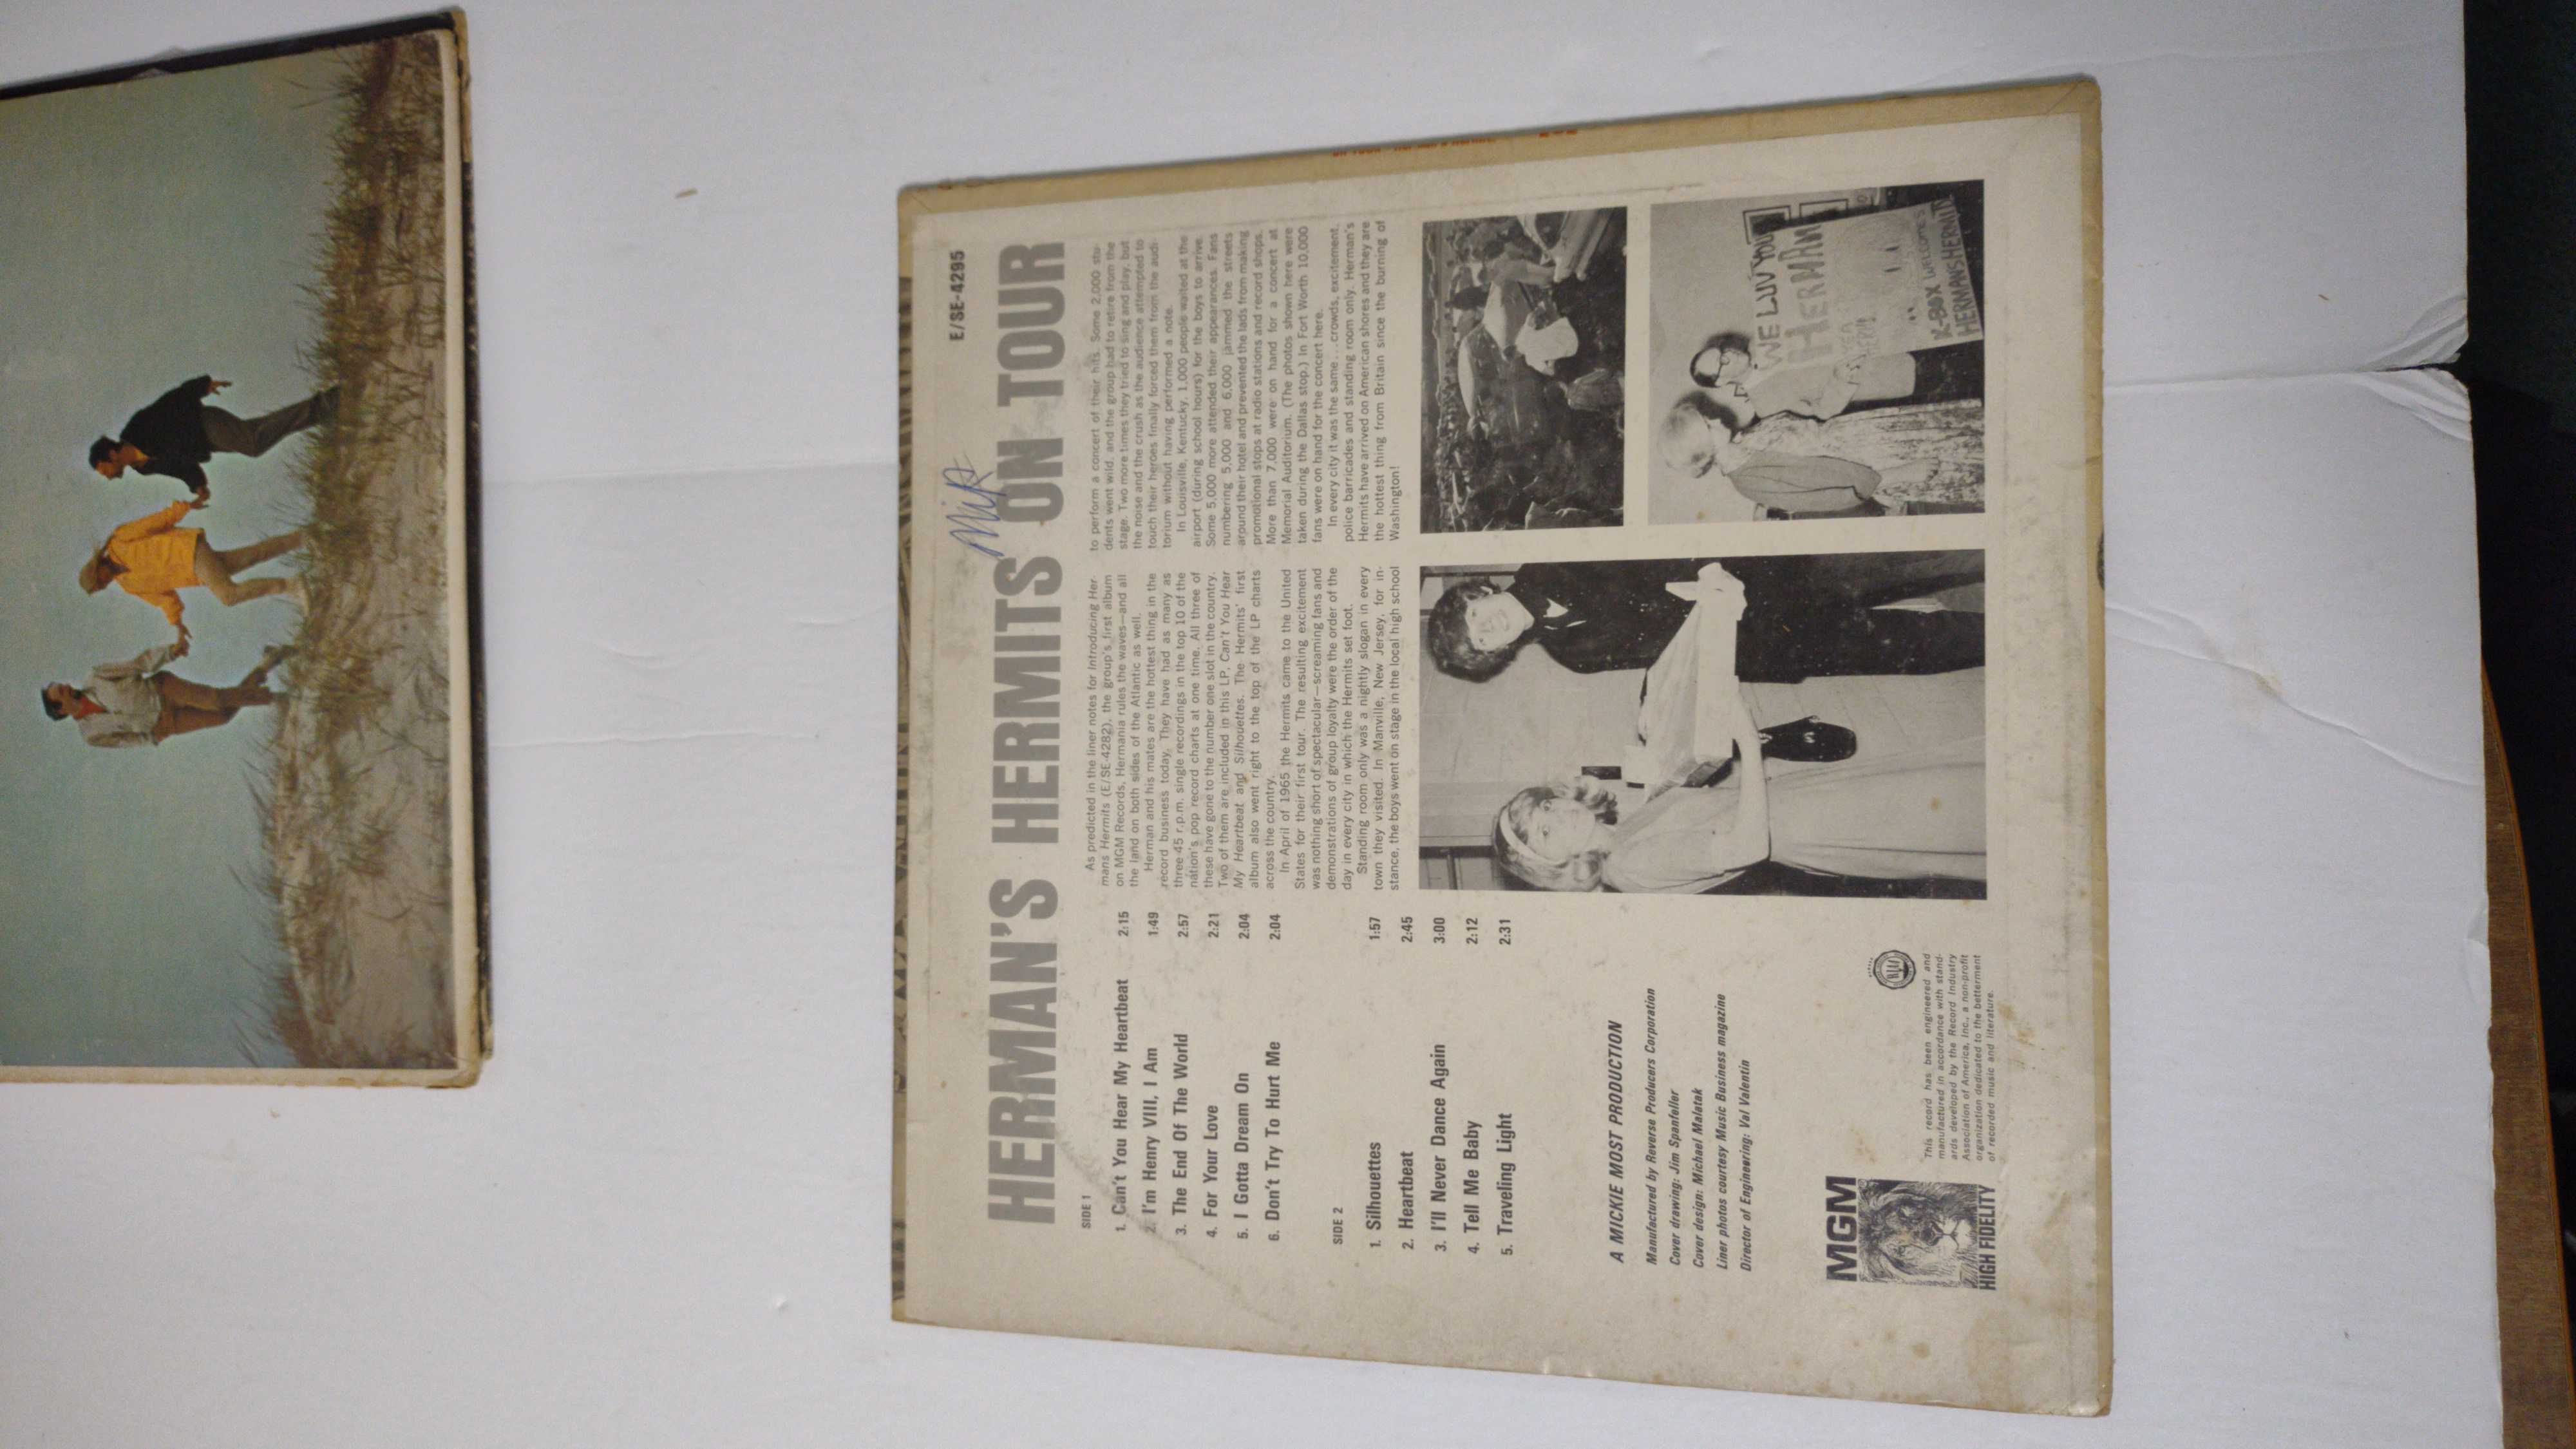 E/SE-4295
Mick
HERMAN'S HERMITS ON TOUR
SIDE 1
1. Can't You Hear My Heartbeat 2:15
2. I'm Henry VIII, I Am 1:49
3. The End Of The World 2:57
4. For Your Love 2:21
5. I Gotta Dream On 2:04
6. Don't Try To Hurt Me 2:04
SIDE 2
1. Silhouettes 1:57
2. Heartbeat 2:45
3. I'll Never Dance Again 3:00
4. Tell Me Baby 2:12
5. Traveling Light 2:31
A MICKIE MOST PRODUCTION
Manufactured by Reverse Producers Corporation
Cover drawing: Jim Spanfeller
Cover design: Michael Malatak
Liner photos courtesy Music Business magazine
Director of Engineering: Val Valentin
MGM
HIGH FIDELITY
RIAA
This record has been engineered and
manufactured in accordance with stand-
ards developed by the Record Industry
Association of America, Inc., a non-profit
organization dedicated to the betterment
of recorded music and literature.
As predicted in the liner notes for Introducing Her-
mans Hermits (E/SE-4282), the group's first album
on MGM Records, Hermania rules the waves—and all
the land on both sides of the Atlantic as well.
Herman and his mates are the hottest thing in the
record business today. They have had as many as
three 45 r.p.m. single recordings in the top 10 of the
nation's pop record charts at one time. All three of
these have gone to the number one slot in the country.
Two of them are included in this LP, Can't You Hear
My Heartbeat and Silhouettes. The Hermits' first
album also went right to the top of the LP charts
across the country.
In April of 1965 the Hermits came to the United
States for their first tour. The resulting excitement
was nothing short of spectacular—screaming fans and
demonstrations of group loyalty were the order of the
day in every city in which the Hermits set foot.
Standing room only was a nightly slogan in every
town they visited. In Manville, New Jersey, for in-
stance, the boys went on stage in the local high school
to perform a concert of their hits. Some 2,000 stu-
dents went wild, and the group had to retire from the
stage. Two more times they tried to sing and play, but
the noise and the crush as the audience attempted to
touch their heroes finally forced them from the audi-
torium without having performed a note.
In Louisville, Kentucky, 1,000 people waited at the
airport (during school hours) for the boys to arrive.
Some 5,000 more attended their appearances. Fans
numbering 5,000 and 6,000 jammed the streets
around their hotel and prevented the lads from making
promotional stops at radio stations and record shops.
More than 7,000 were on hand for a concert at
Memorial Auditorium. (The photos shown here were
taken during the Dallas stop.) In Fort Worth 10,000
fans were on hand for the concert here.
In every city it was the same...crowds, excitement,
police barricades and standing room only. Herman's
Hermits have arrived on American shores and they are
the hottest thing from Britain since the burning of
Washington!
WE LUV YOU
HERMAN
YEA
HERM
K-BOX WELCOMES
HERMANSHERMITS